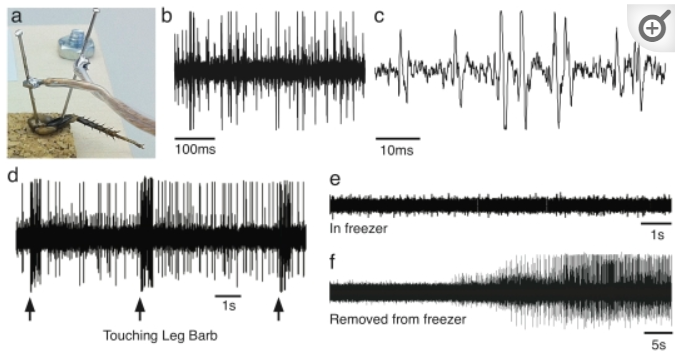 a
b
c
100ms
10ms
d
1s
Touching Leg Barb
e
In freezer
1s
f
Removed from freezer
5s